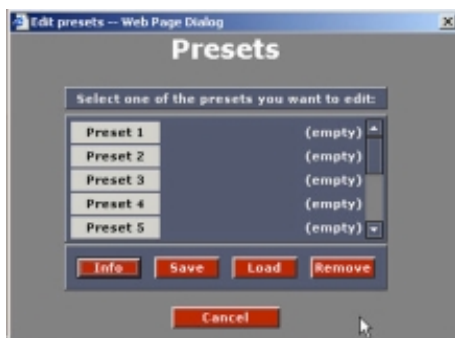 Edit presets -- Web Page Dialog
Presets
Select one of the presets you want to edit:
Preset 1 (empty)
Preset 2 (empty)
Preset 3 (empty)
Preset 4 (empty)
Preset 5 (empty)
Info Save Load Remove
Cancel